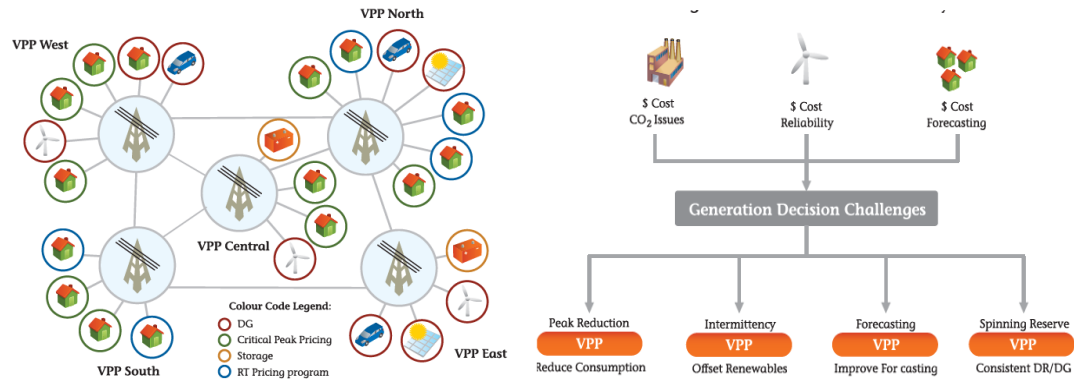 VPP North
VPP West
VPP Central
VPP South
VPP East
Colour Code Legend:
DG
Critical Peak Pricing
Storage
RT Pricing program
$ Cost
CO2 Issues
$ Cost
Reliability
$ Cost
Forecasting
Generation Decision Challenges
Peak Reduction
VPP
Reduce Consumption
Intermittency
VPP
Offset Renewables
Forecasting
VPP
Improve For casting
Spinning Reserve
VPP
Consistent DR/DG